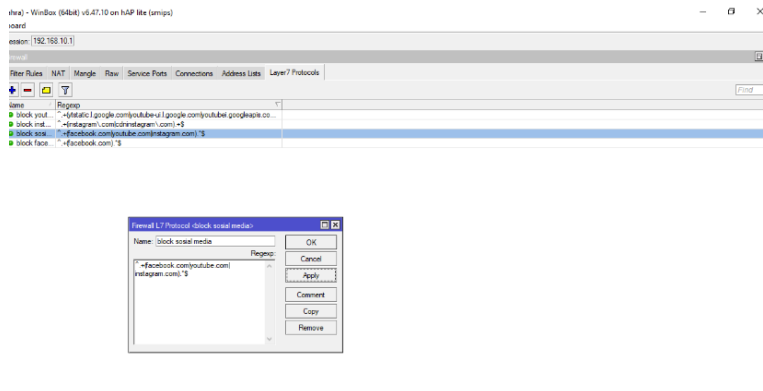 ahra) - WinBox (64bit) v6.47.10 on hAP lite (smips)
board
ession: 192.168.10.1
Firewall
Filter Rules NAT Mangle Raw Service Ports Connections Address Lists Layer7 Protocols
Find
Name Regexp
block yout... ^.+(ytstatic.l.google.com|youtube-ui.l.google.com|youtubei.googleapis.co...
block inst... ^.+(instagram\.com|cdninstagram\.com).+$
block sosi... ^.+(facebook.com|youtube.com|instagram.com).*$
block face... ^.+(facebook.com).*$
Firewall L7 Protocol <block sosial media>
Name: block sosial media
OK
Regexp:
Cancel
^.+(facebook.com|youtube.com|
instagram.com).*$
Apply
Comment
Copy
Remove